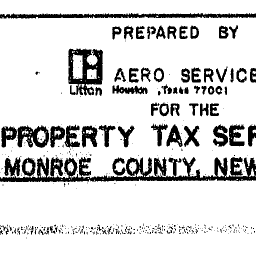 PREPARED BY
AERO SERVICE
Litton Houston , Texas 77001
FOR THE
PROPERTY TAX SER
MONROE COUNTY, NEW